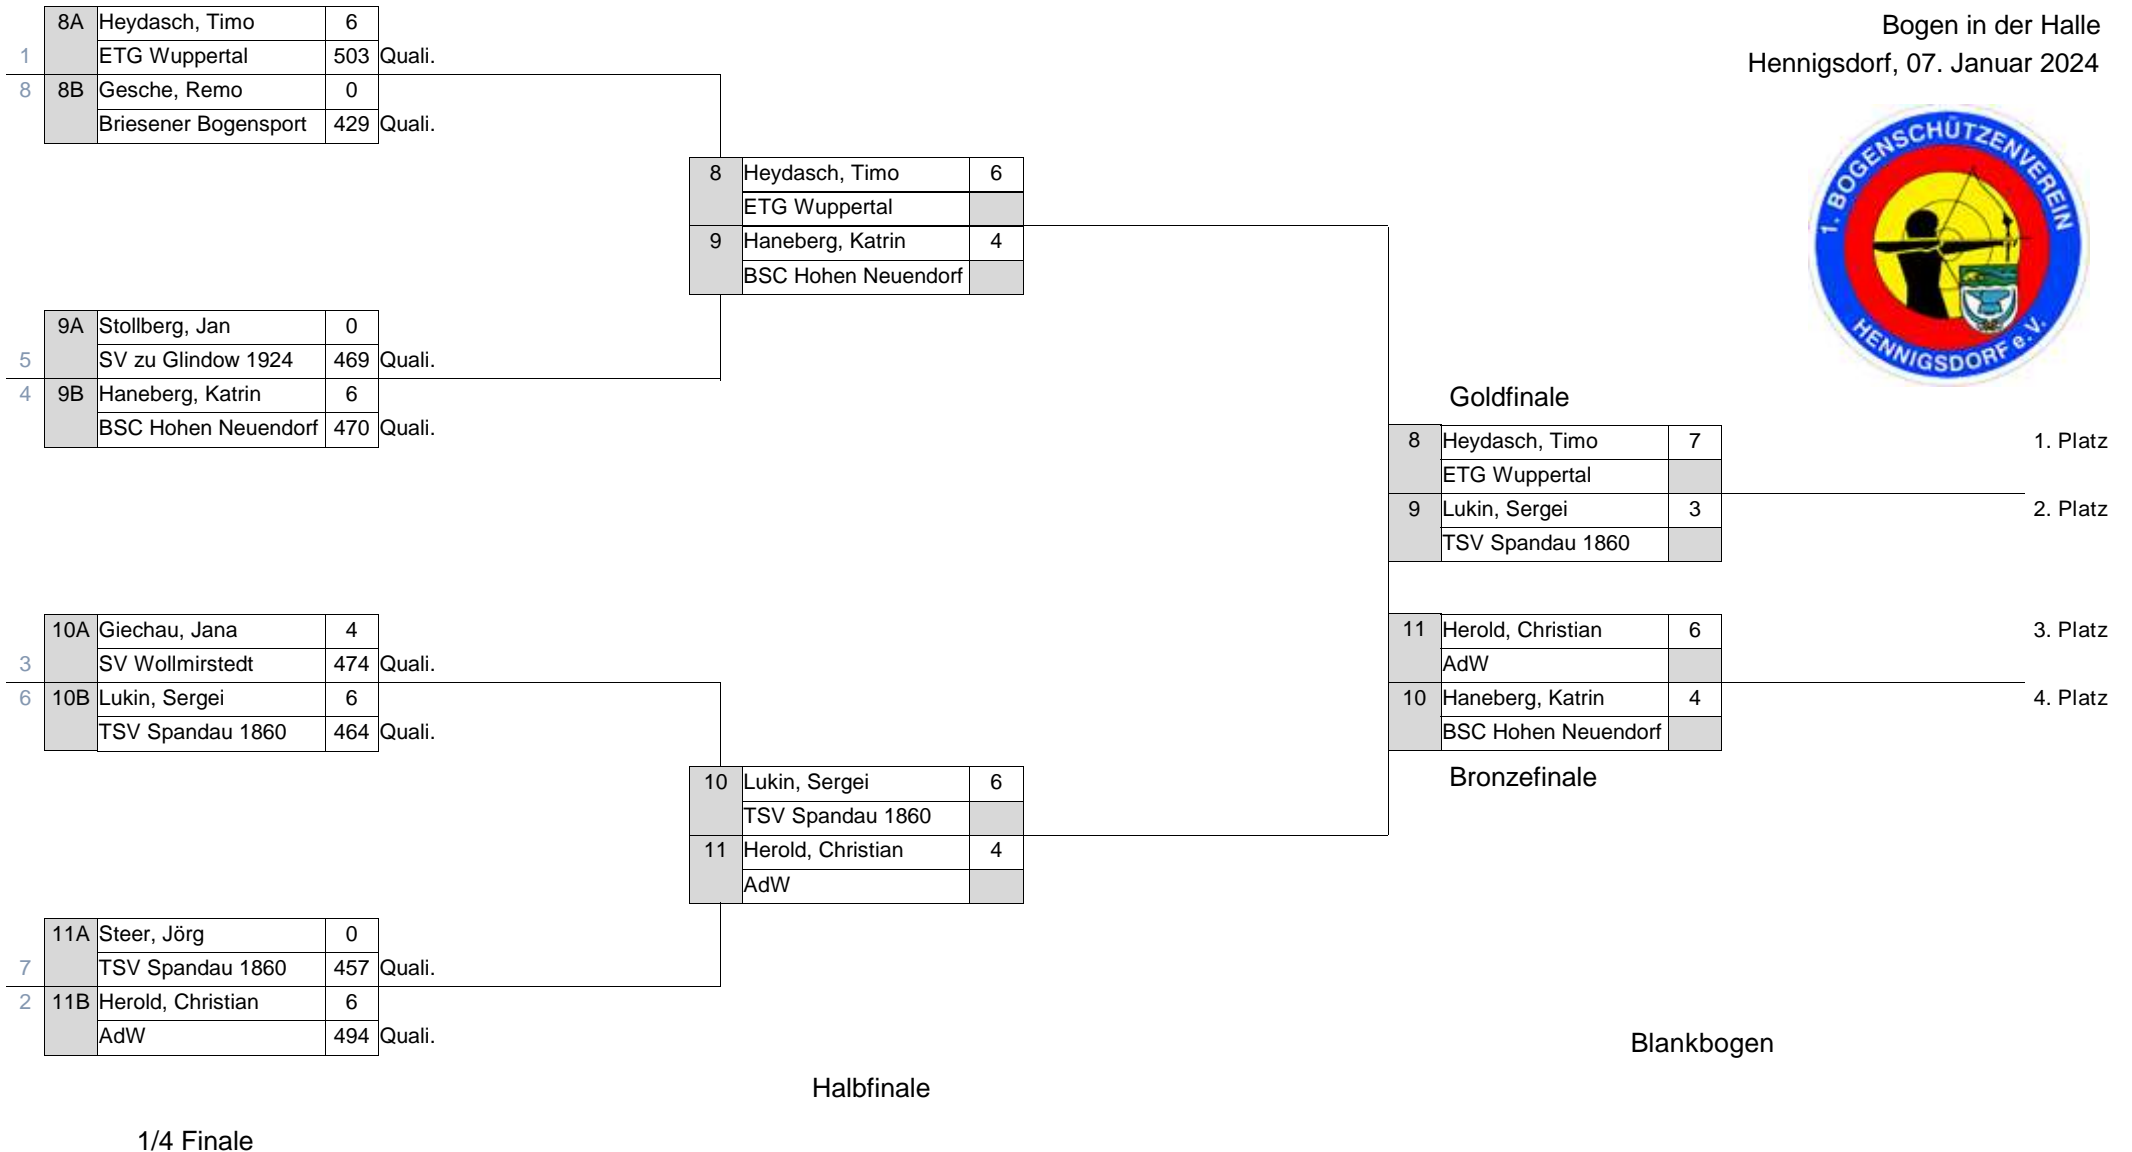 Bogen in der Halle
Hennigsdorf, 07. Januar 2024
1. BOGENSCHÜTZENVEREIN
HENNIGSDORF e.V.
8A Heydasch, Timo 6
1 ETG Wuppertal 503 Quali.
8 8B Gesche, Remo 0
Briesener Bogensport 429 Quali.
8 Heydasch, Timo 6
ETG Wuppertal
9 Haneberg, Katrin 4
BSC Hohen Neuendorf
9A Stollberg, Jan 0
5 SV zu Glindow 1924 469 Quali.
4 9B Haneberg, Katrin 6
BSC Hohen Neuendorf 470 Quali.
Goldfinale
8 Heydasch, Timo 7 1. Platz
ETG Wuppertal
9 Lukin, Sergei 3 2. Platz
TSV Spandau 1860
10A Giechau, Jana 4
3 SV Wollmirstedt 474 Quali.
6 10B Lukin, Sergei 6
TSV Spandau 1860 464 Quali.
11 Herold, Christian 6 3. Platz
AdW
10 Haneberg, Katrin 4 4. Platz
BSC Hohen Neuendorf
Bronzefinale
10 Lukin, Sergei 6
TSV Spandau 1860
11 Herold, Christian 4
AdW
11A Steer, Jörg 0
7 TSV Spandau 1860 457 Quali.
2 11B Herold, Christian 6
AdW 494 Quali.
Blankbogen
Halbfinale
1/4 Finale